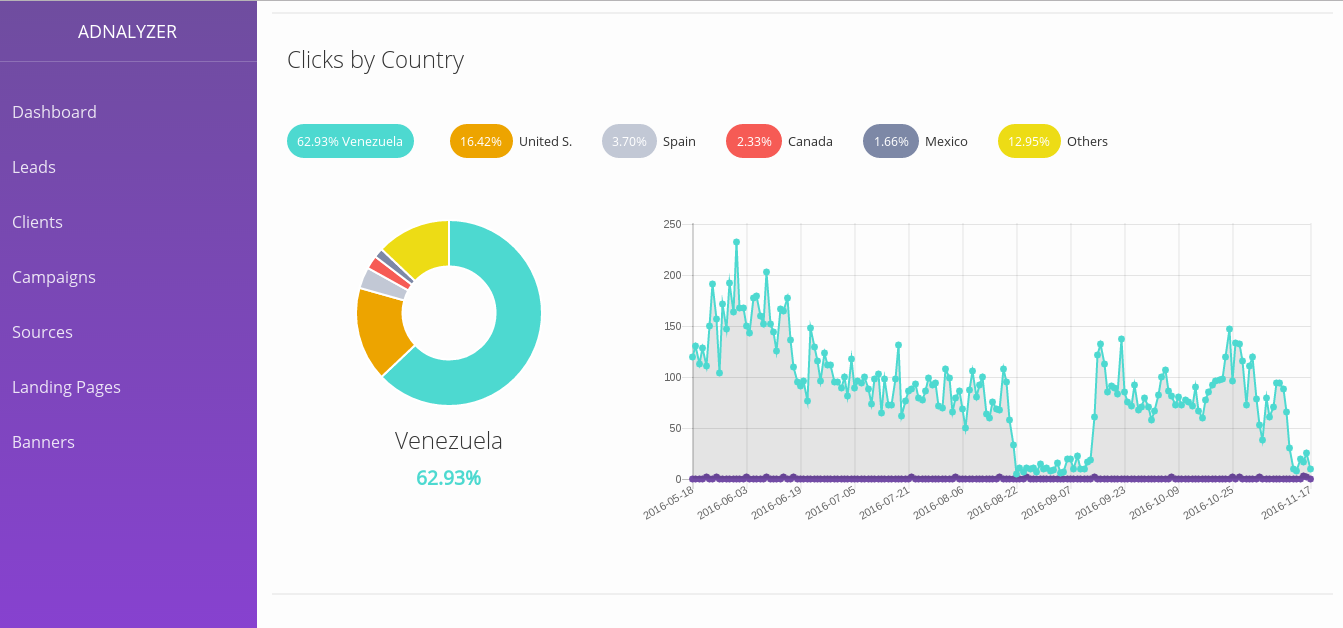 ADNALYZER
Dashboard
Leads
Clients
Campaigns
Sources
Landing Pages
Banners
Clicks by Country
62.93% Venezuela 16.42% United S. 3.70% Spain 2.33% Canada 1.66% Mexico 12.95% Others
Venezuela
62.93%
250
200
150
100
50
0
2016-05-18 2016-06-03 2016-06-19 2016-07-05 2016-07-21 2016-08-06 2016-08-22 2016-09-07 2016-09-23 2016-10-09 2016-10-25 2016-11-17